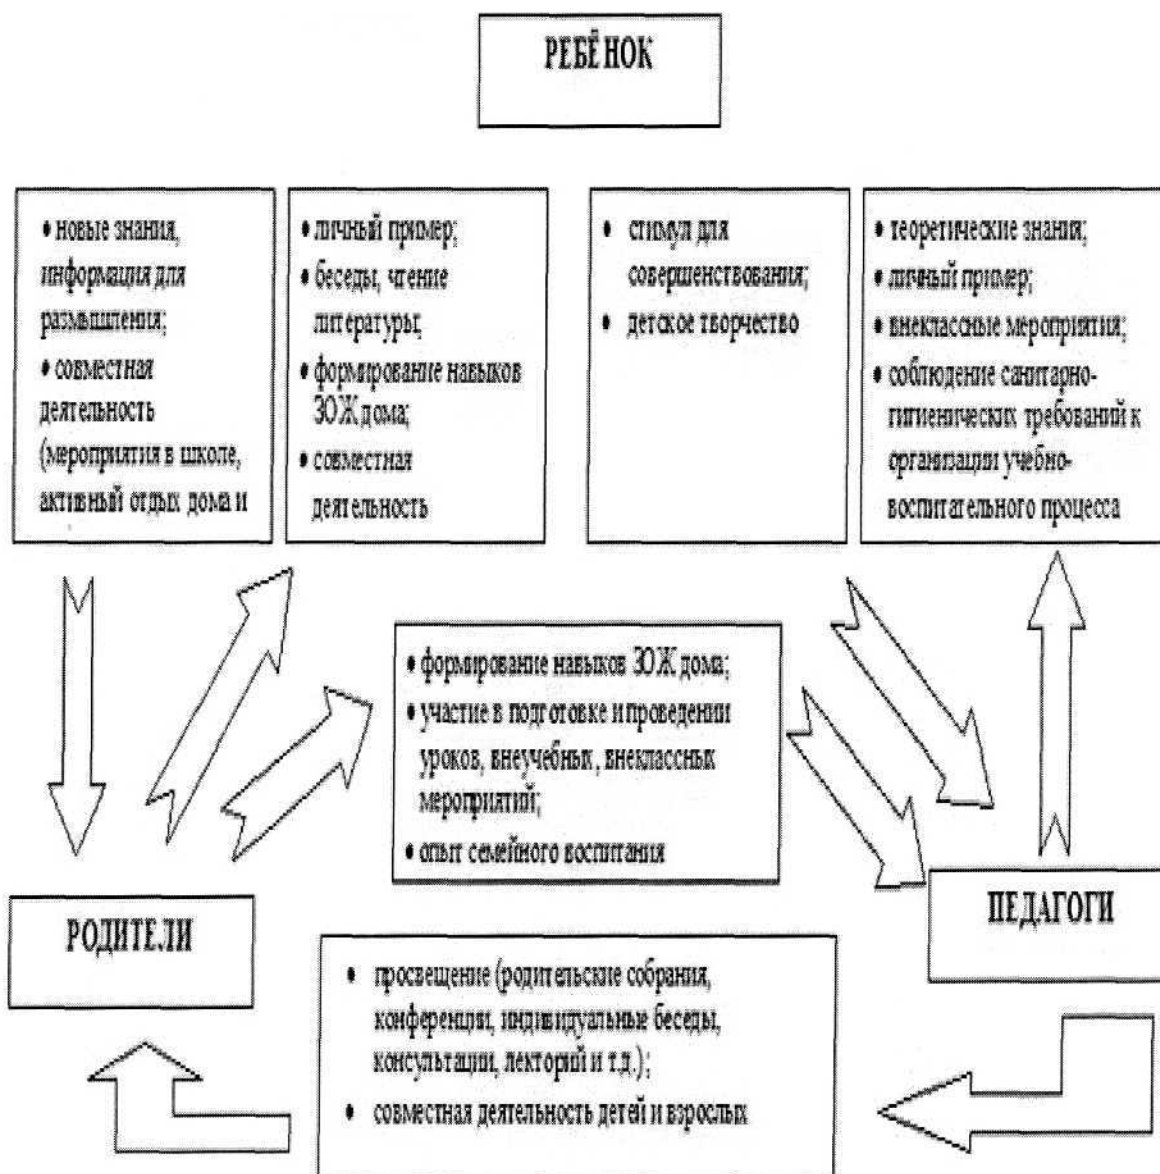 РЕБЁНОК
• новые знания,
информация для
размышления;
• совместная
деятельность
(мероприятия в школе,
активный отдых дома и
• личный пример;
• беседы, чтение
литературы;
• формирование навыков
ЗОЖ дома;
• совместная
деятельность
• стимул для
совершенствования;
• детское творчество
• теоретические знания;
• личный пример;
• внеклассные мероприятия;
• соблюдение санитарно-
гигиенических требований к
организации учебно-
воспитательного процесса
• формирование навыков ЗОЖ дома;
• участие в подготовке и проведении
уроков, внеучебных , внеклассных
мероприятий;
• опыт семейного воспитания
РОДИТЕЛИ
ПЕДАГОГИ
• просвещение (родительские собрания,
конференции, индивидуальные беседы,
консультации, лекторий и т.д.);
• совместная деятельность детей и взрослых